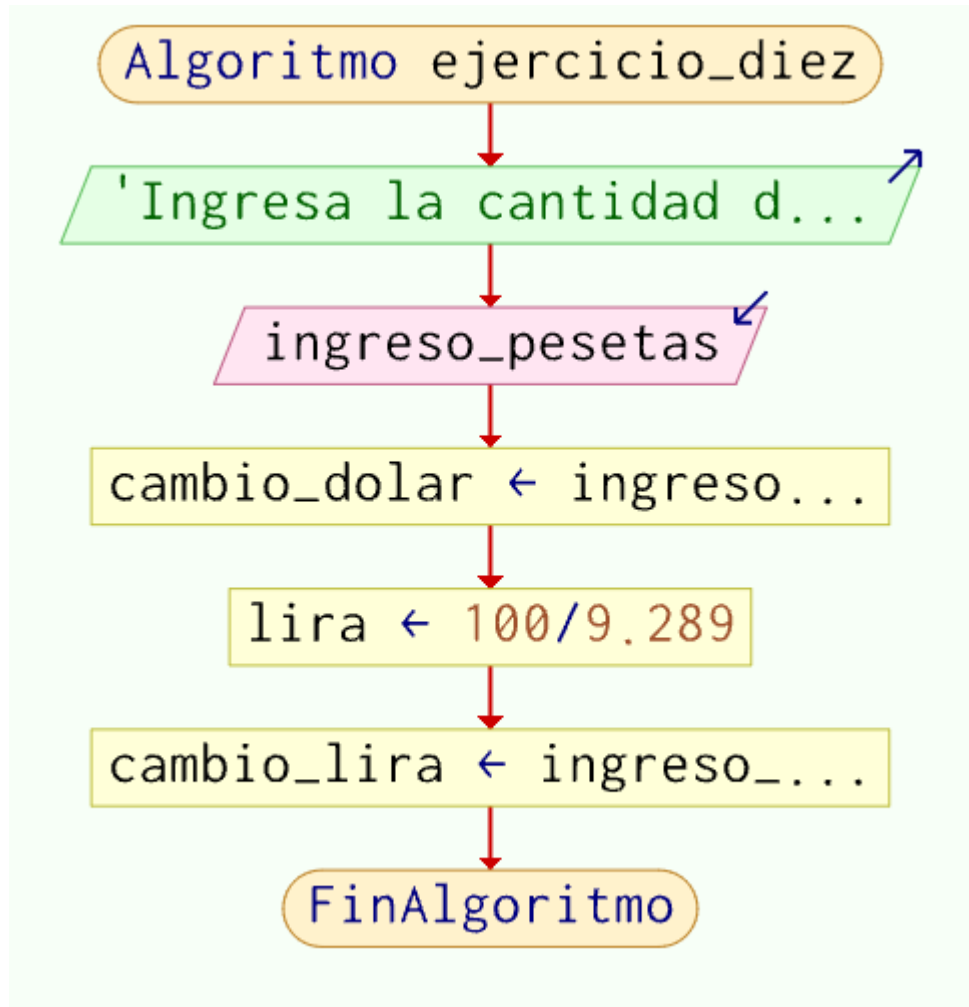 Algoritmo ejercicio_diez
'Ingresa la cantidad d...
ingreso_pesetas
cambio_dolar ← ingreso...
lira ← 100/9.289
cambio_lira ← ingreso_...
FinAlgoritmo